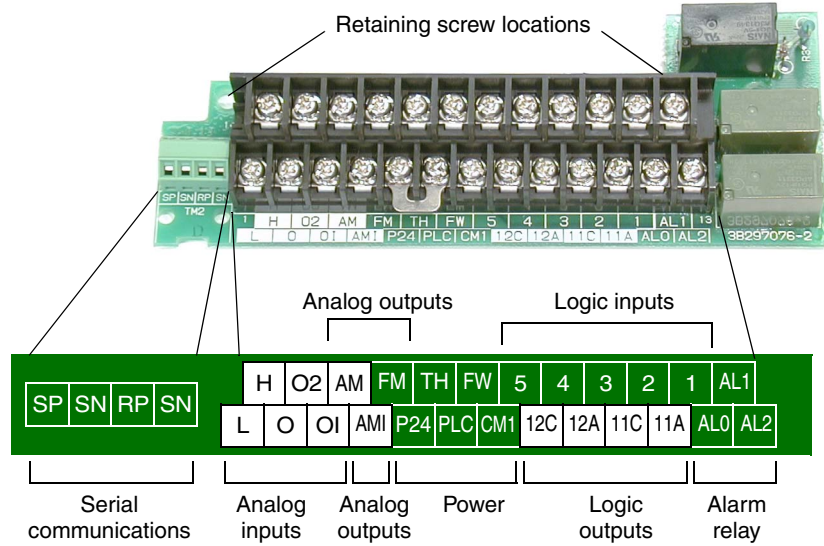 Retaining screw locations
NAIS
SP SN RP SN
TM2
1 H O2 AM FM TH FW 5 4 3 2 1 AL1 13
L O OI AMI P24 PLC CM1 12C 12A 11C 11A AL0 AL2
3B297076-2
Analog outputs
Logic inputs
H O2 AM FM TH FW 5 4 3 2 1 AL1
SP SN RP SN
L O OI AMI P24 PLC CM1 12C 12A 11C 11A AL0 AL2
Serial communications
Analog inputs
Analog outputs
Power
Logic outputs
Alarm relay